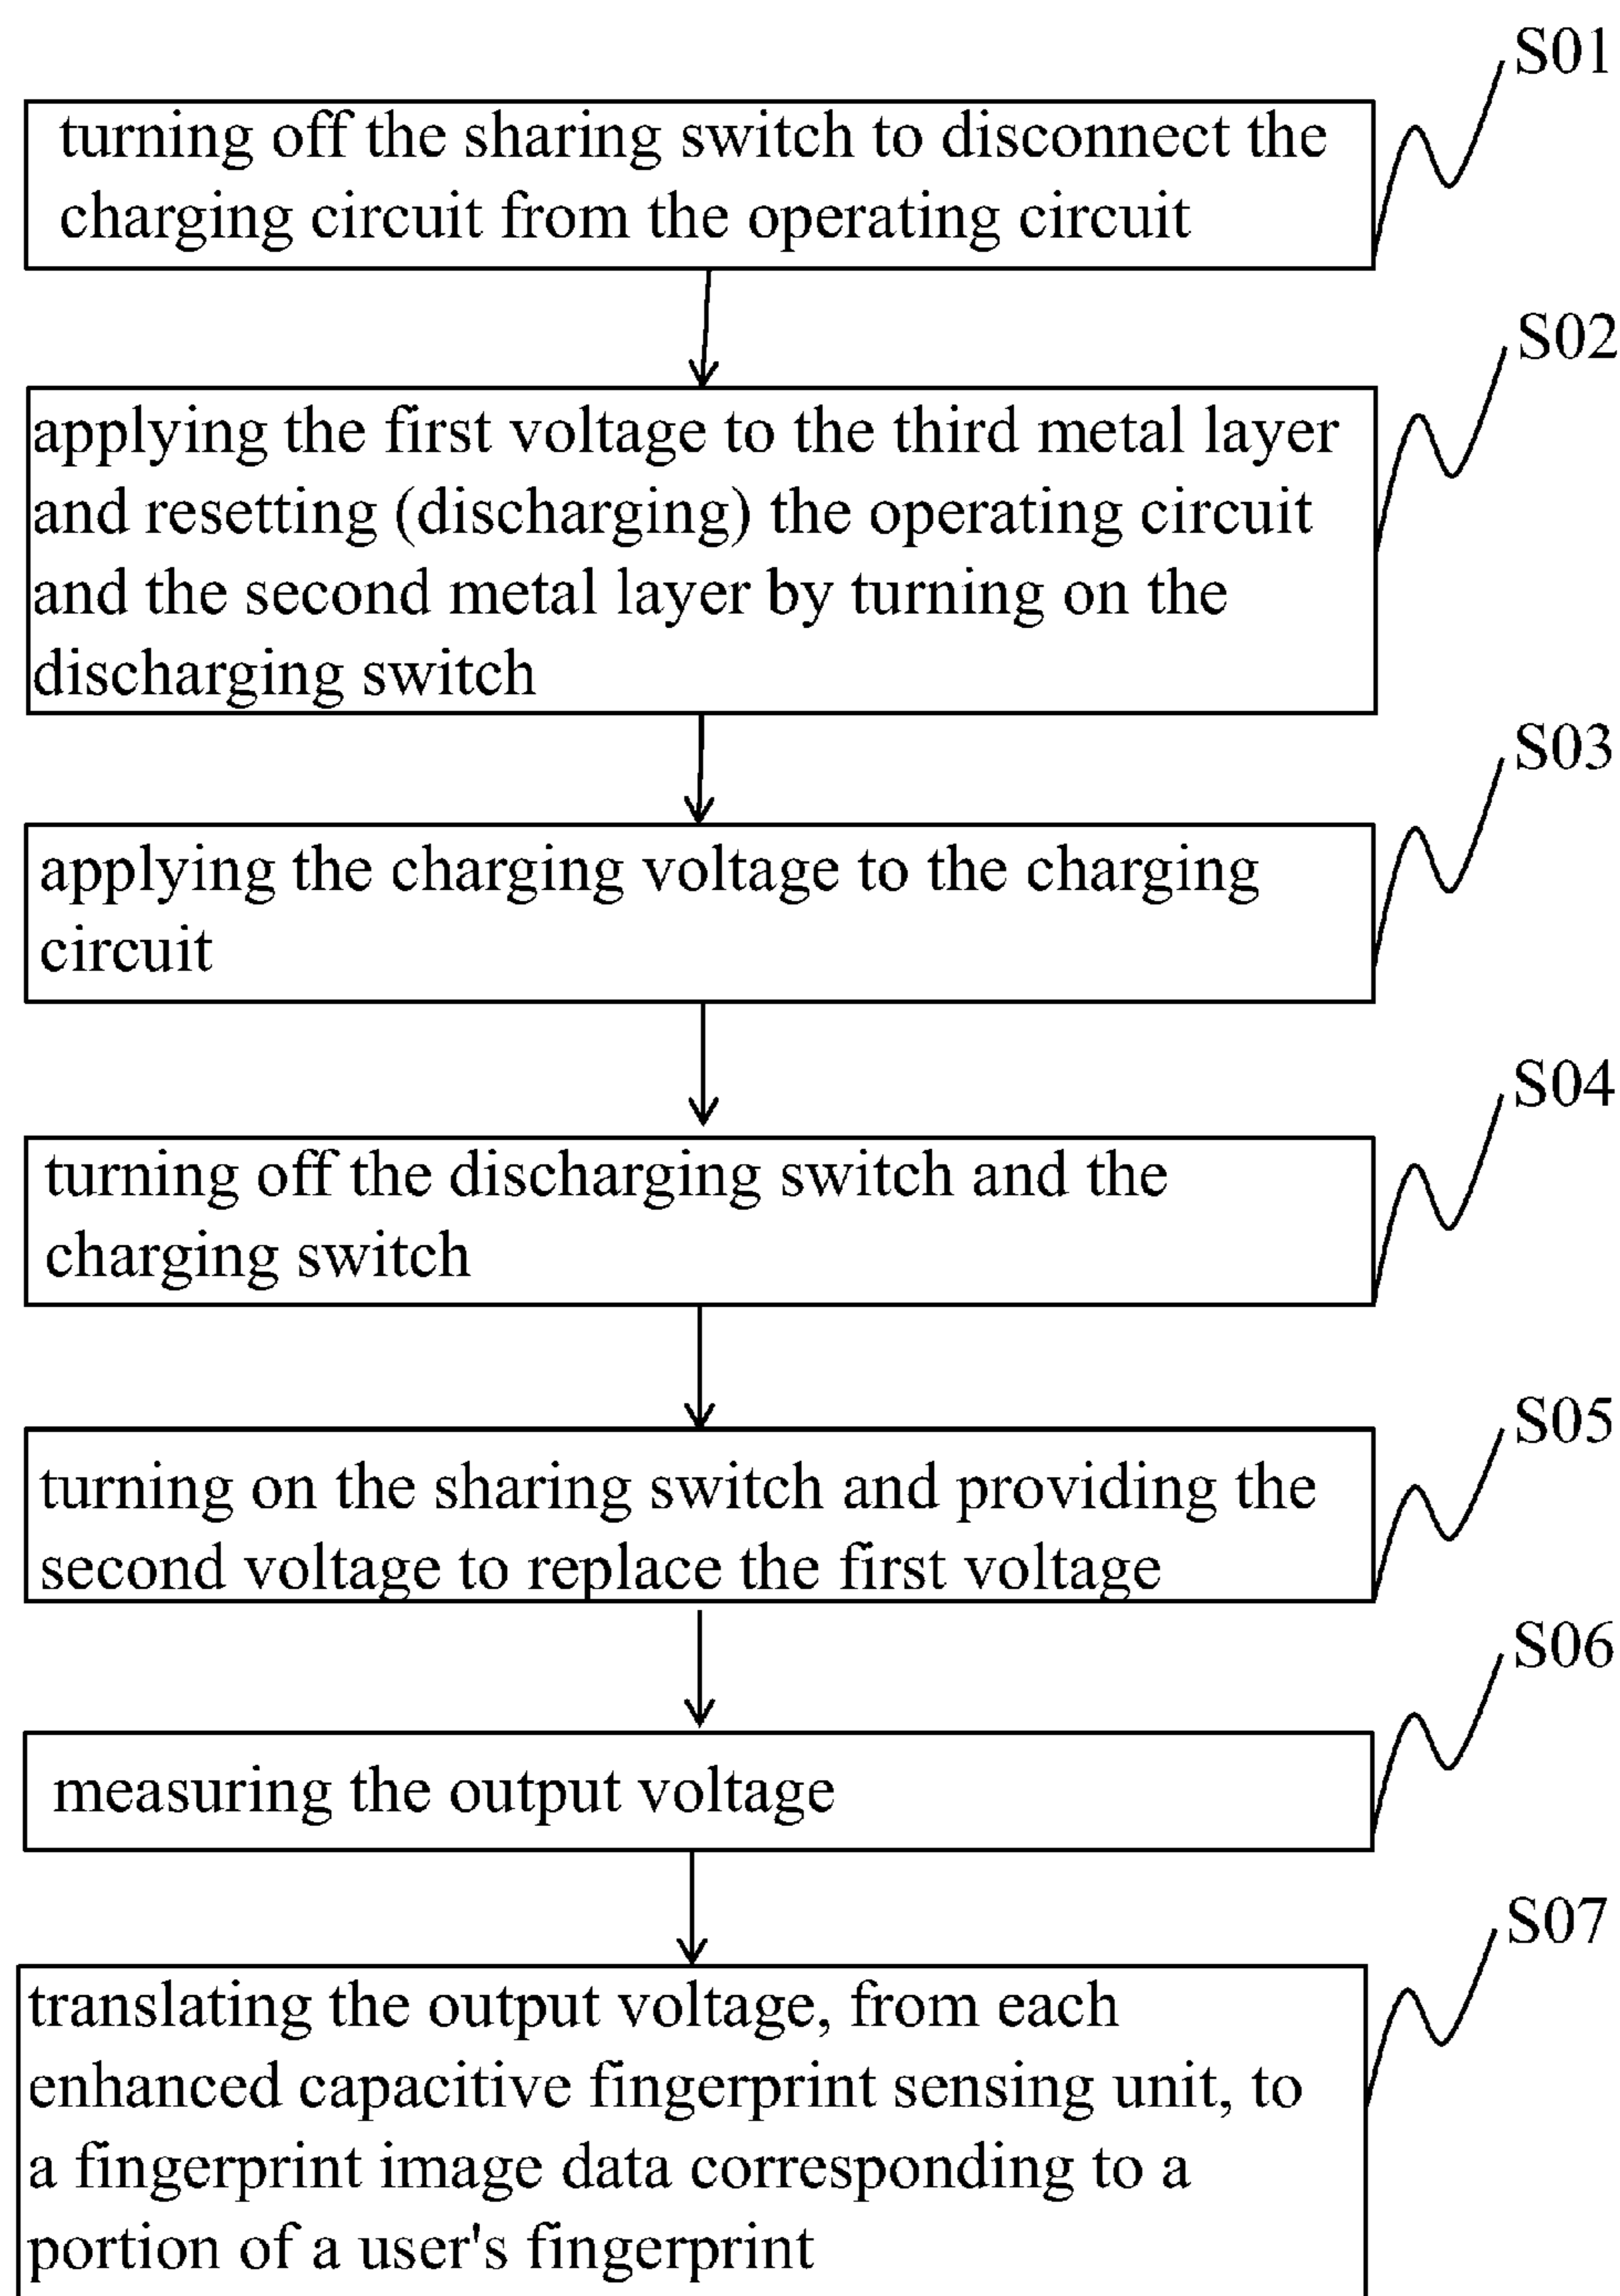 S01
turning off the sharing switch to disconnect the
charging circuit from the operating circuit
S02
applying the first voltage to the third metal layer
and resetting (discharging) the operating circuit
and the second metal layer by turning on the
discharging switch
S03
applying the charging voltage to the charging
circuit
S04
turning off the discharging switch and the
charging switch
S05
turning on the sharing switch and providing the
second voltage to replace the first voltage
S06
measuring the output voltage
S07
translating the output voltage, from each
enhanced capacitive fingerprint sensing unit, to
a fingerprint image data corresponding to a
portion of a user's fingerprint